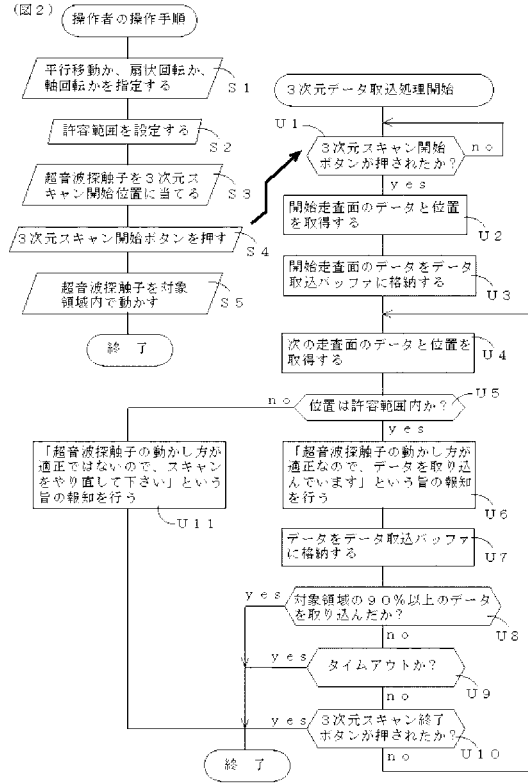 (図２)
操作者の操作手順
平行移動か、扇状回転か、
軸回転かを指定する
Ｓ１
許容範囲を設定する
Ｓ２
超音波探触子を３次元ス
キャン開始位置に当てる
Ｓ３
３次元スキャン開始ボタンを押す
Ｓ４
超音波探触子を対象
領域内で動かす
Ｓ５
終 了
３次元データ取込処理開始
Ｕ１
３次元スキャン開始
ボタンが押されたか？
ｎｏ
ｙｅｓ
開始走査面のデータと位置
を取得する
Ｕ２
開始走査面のデータをデータ
取込バッファに格納する
Ｕ３
次の走査面のデータと位置を
取得する
Ｕ４
位置は許容範囲内か？
Ｕ５
ｎｏ
ｙｅｓ
「超音波探触子の動かし方が
適正ではないので、スキャン
をやり直して下さい」という
旨の報知を行う
Ｕ１１
「超音波探触子の動かし方が
適正なので、データを取り込
んでいます」という旨の報知
を行う
Ｕ６
データをデータ取込バッファ
に格納する
Ｕ７
対象領域の９０％以上のデータ
を取り込んだか？
Ｕ８
ｙｅｓ
ｎｏ
タイムアウトか？
Ｕ９
ｙｅｓ
ｎｏ
３次元スキャン終了
ボタンが押されたか？
Ｕ１０
ｙｅｓ
ｎｏ
終 了